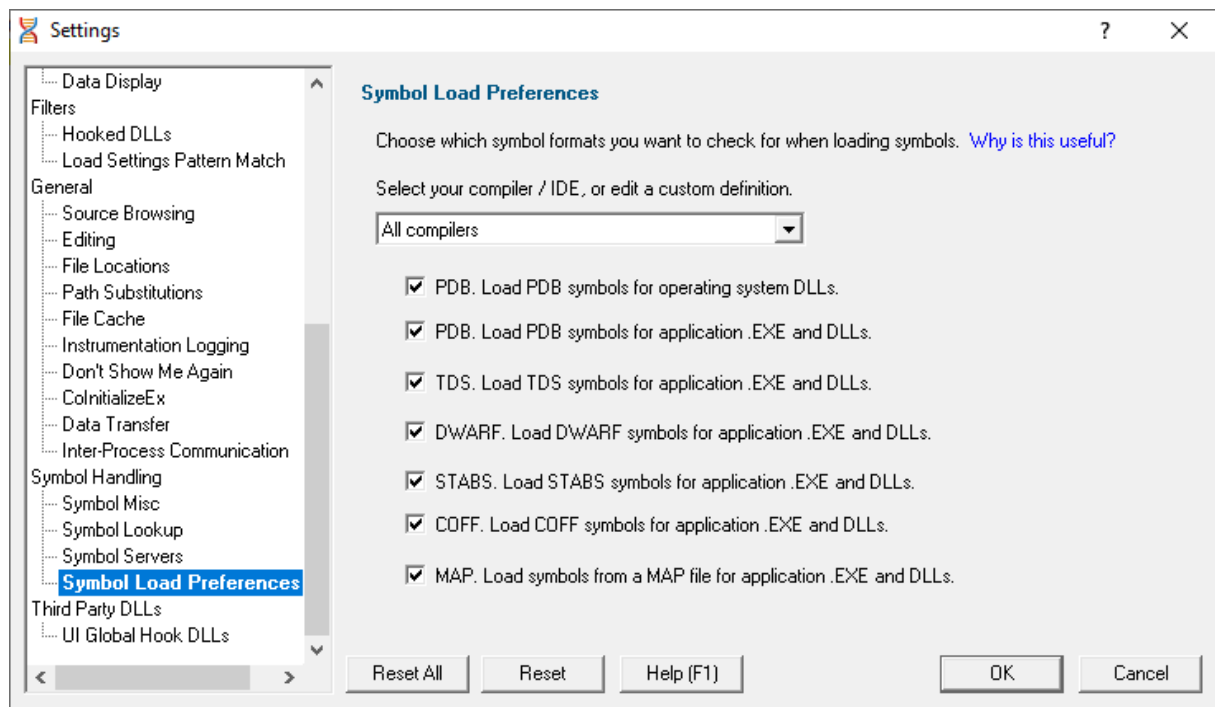 Settings
?
Data Display
Filters
Hooked DLLs
Load Settings Pattern Match
General
Source Browsing
Editing
File Locations
Path Substitutions
File Cache
Instrumentation Logging
Don't Show Me Again
CoInitializeEx
Data Transfer
Inter-Process Communication
Symbol Handling
Symbol Misc
Symbol Lookup
Symbol Servers
Symbol Load Preferences
Third Party DLLs
UI Global Hook DLLs
Symbol Load Preferences
Choose which symbol formats you want to check for when loading symbols. Why is this useful?
Select your compiler / IDE, or edit a custom definition.
All compilers
PDB. Load PDB symbols for operating system DLLs.
PDB. Load PDB symbols for application .EXE and DLLs.
TDS. Load TDS symbols for application .EXE and DLLs.
DWARF. Load DWARF symbols for application .EXE and DLLs.
STABS. Load STABS symbols for application .EXE and DLLs.
COFF. Load COFF symbols for application .EXE and DLLs.
MAP. Load symbols from a MAP file for application .EXE and DLLs.
Reset All
Reset
Help (F1)
OK
Cancel